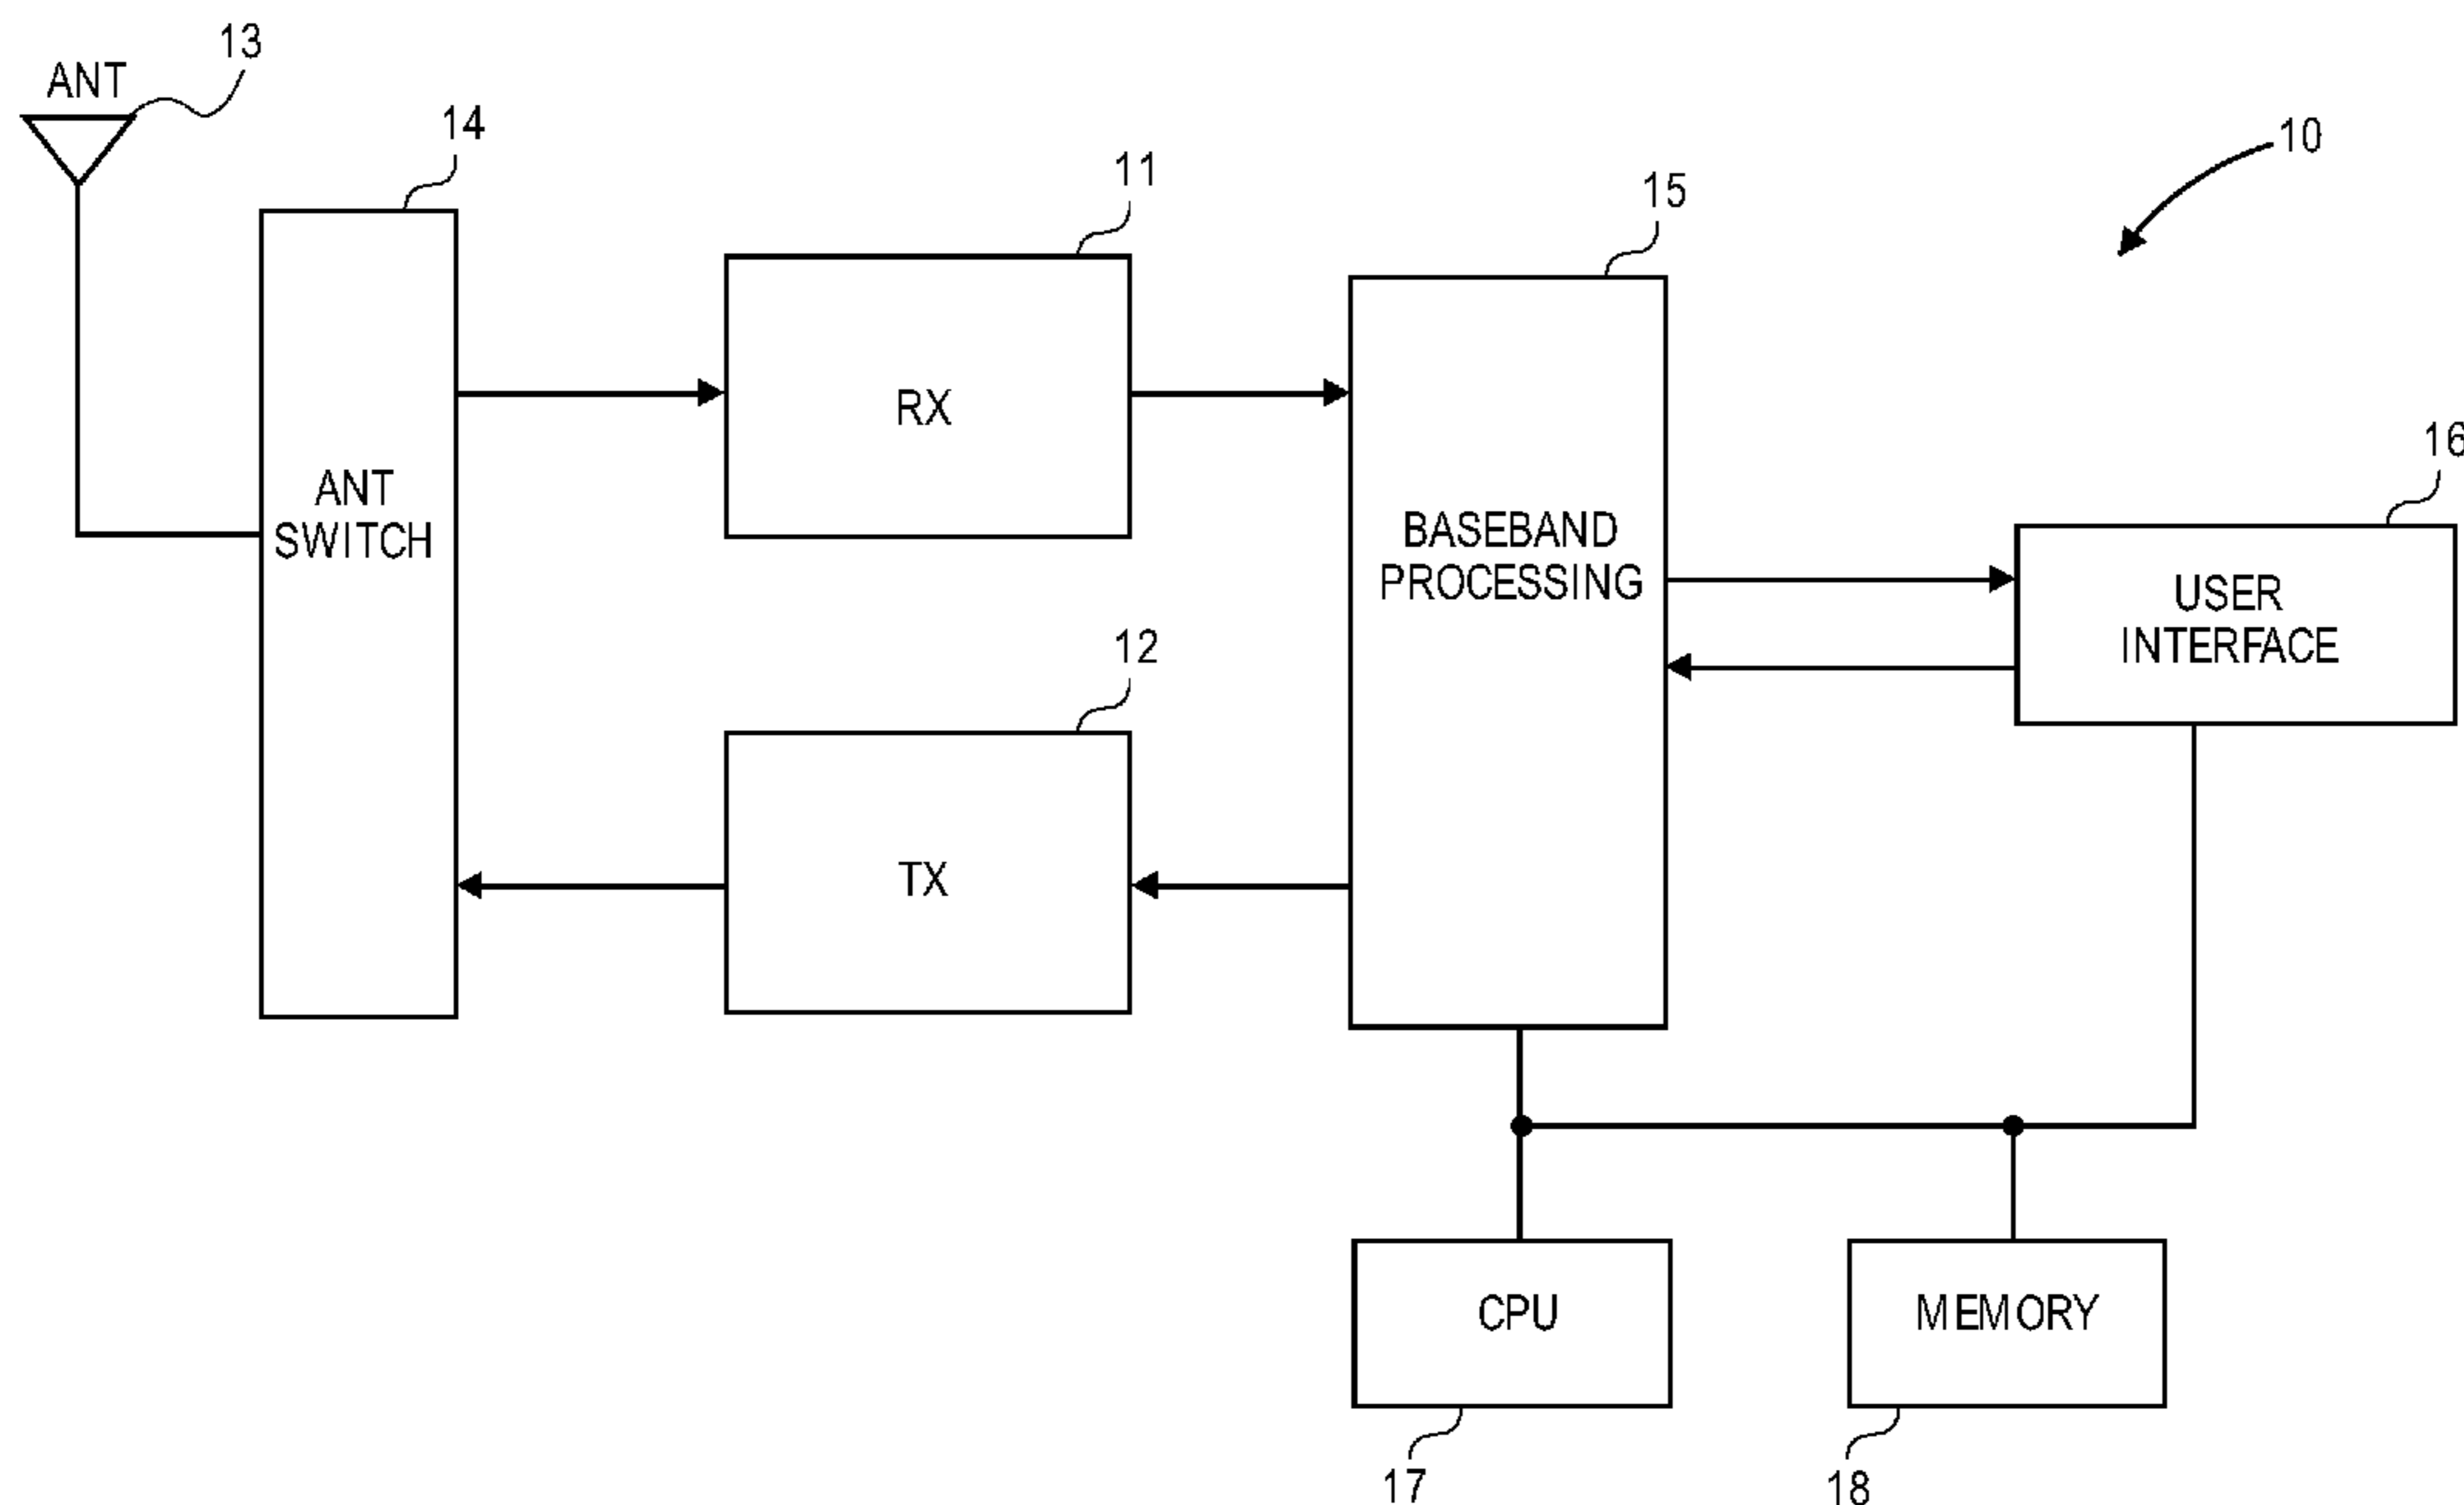 13
ANT
14
11
10
15
RX
16
ANT
SWITCH
BASEBAND
PROCESSING
USER
INTERFACE
12
TX
CPU
MEMORY
17
18